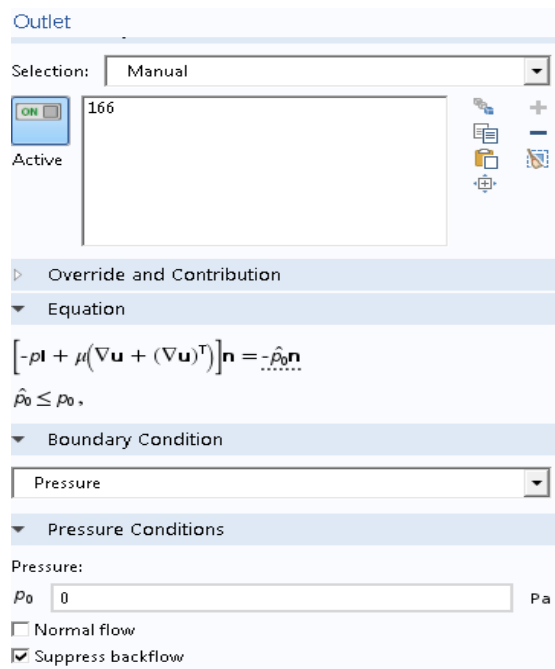 Outlet
Selection: Manual
ON
Active
166
Override and Contribution
Equation
[-pI + μ(∇u + (∇u)ᵀ)]n = -p̂₀n
p̂₀ ≤ p₀ ,
Boundary Condition
Pressure
Pressure Conditions
Pressure:
p₀ 0 Pa
Normal flow
Suppress backflow